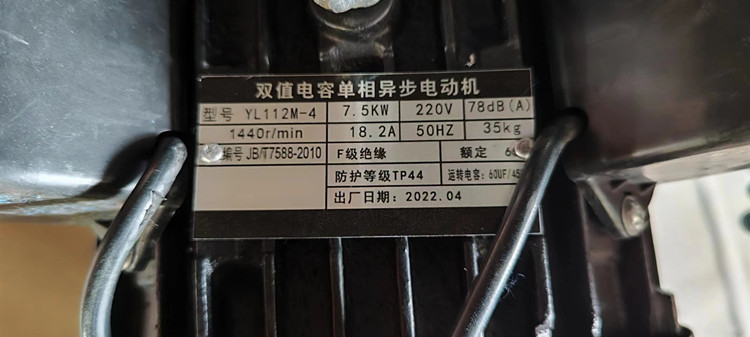 双值电容单相异步电动机
型号 YL112M-4 7.5KW 220V 78dB(A)
1440r/min 18.2A 50HZ 35kg
编号 JB/T7588-2010 F级绝缘 额定
防护等级TP44 运转电容:60UF/45
出厂日期:2022.04